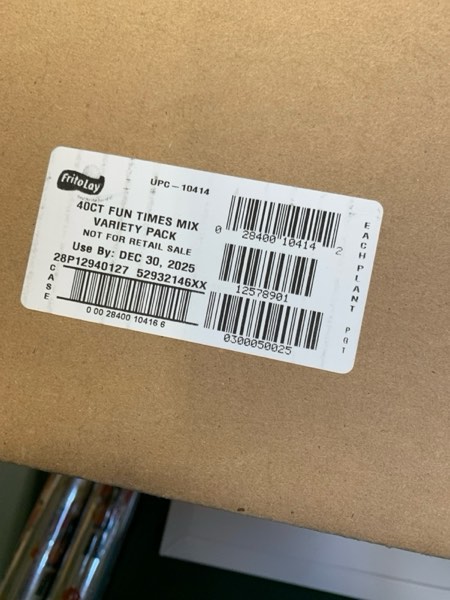 FritoLay
UPC-10414
40CT FUN TIMES MIX
VARIETY PACK
NOT FOR RETAIL SALE
Use By: DEC 30, 2025
28P12940127 52932146XX
CASE
0 00 28400 10416 6
0 28400 10414 2
12578901
0300050025
EACH PLANT PRT